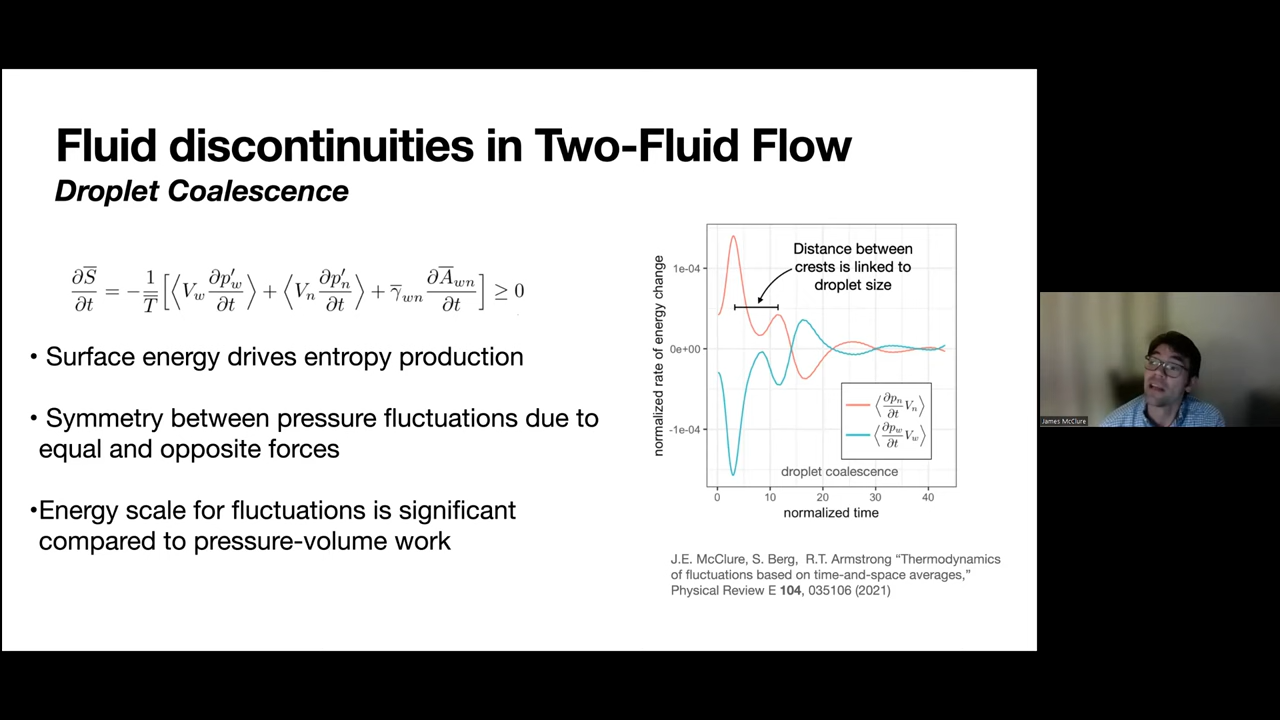 Fluid discontinuities in Two-Fluid Flow
Droplet Coalescence
∂S̅/∂t = −1/T̿ [⟨V_w ∂p′_w/∂t⟩ + ⟨V_n ∂p′_n/∂t⟩ + γ̅_wn ∂A̅_wn/∂t] ≥ 0
• Surface energy drives entropy production
• Symmetry between pressure fluctuations due to
equal and opposite forces
•Energy scale for fluctuations is significant
compared to pressure-volume work
normalized rate of energy change
1e-04
0e+00
-1e-04
Distance between
crests is linked to
droplet size
⟨∂p_n/∂t V_n⟩
⟨∂p_w/∂t V_w⟩
droplet coalescence
0 10 20 30 40
normalized time
J.E. McClure, S. Berg, R.T. Armstrong “Thermodynamics
of fluctuations based on time-and-space averages,”
Physical Review E 104, 035106 (2021)
James McClure